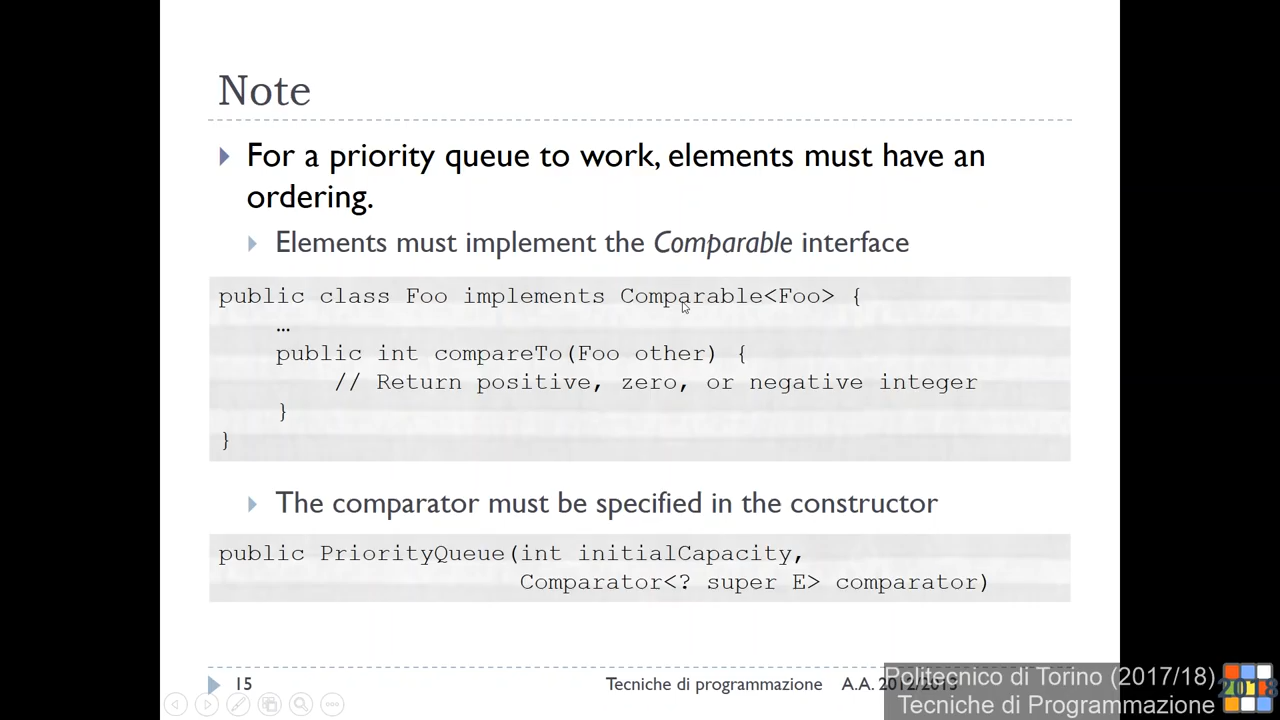 Note
For a priority queue to work, elements must have an
ordering.
Elements must implement the Comparable interface
public class Foo implements Comparable<Foo> {
…
public int compareTo(Foo other) {
// Return positive, zero, or negative integer
}
}
The comparator must be specified in the constructor
public PriorityQueue(int initialCapacity,
Comparator<? super E> comparator)
15
Tecniche di programmazione A.A. 2012/2013
Politecnico di Torino (2017/18)
Tecniche di Programmazione
2018